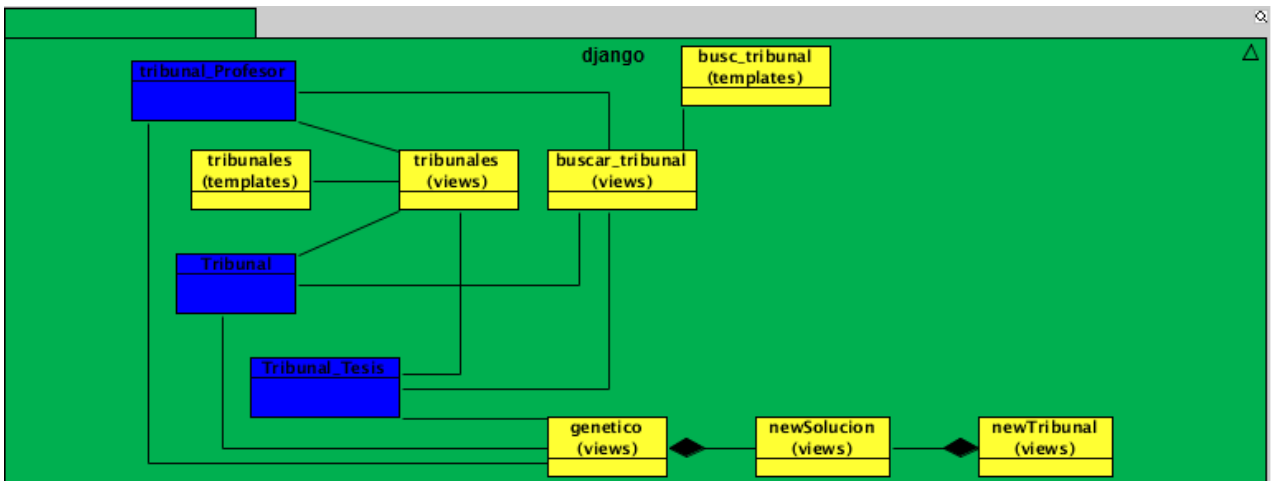 django
busc_tribunal
(templates)
tribunal_Profesor
tribunales
(templates)
tribunales
(views)
buscar_tribunal
(views)
Tribunal
Tribunal_Tesis
genetico
(views)
newSolucion
(views)
newTribunal
(views)